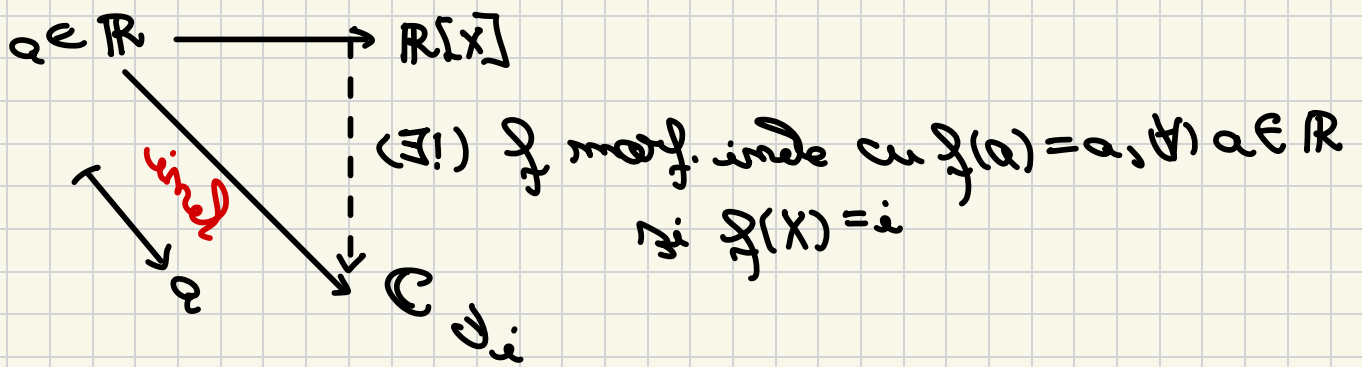 a ∈ ℝ → ℝ[X]
(∃!) f morf. inele cu f(a) = a, (∀) a ∈ ℝ
incl
și f(X) = i
a
ℂ ∋ i